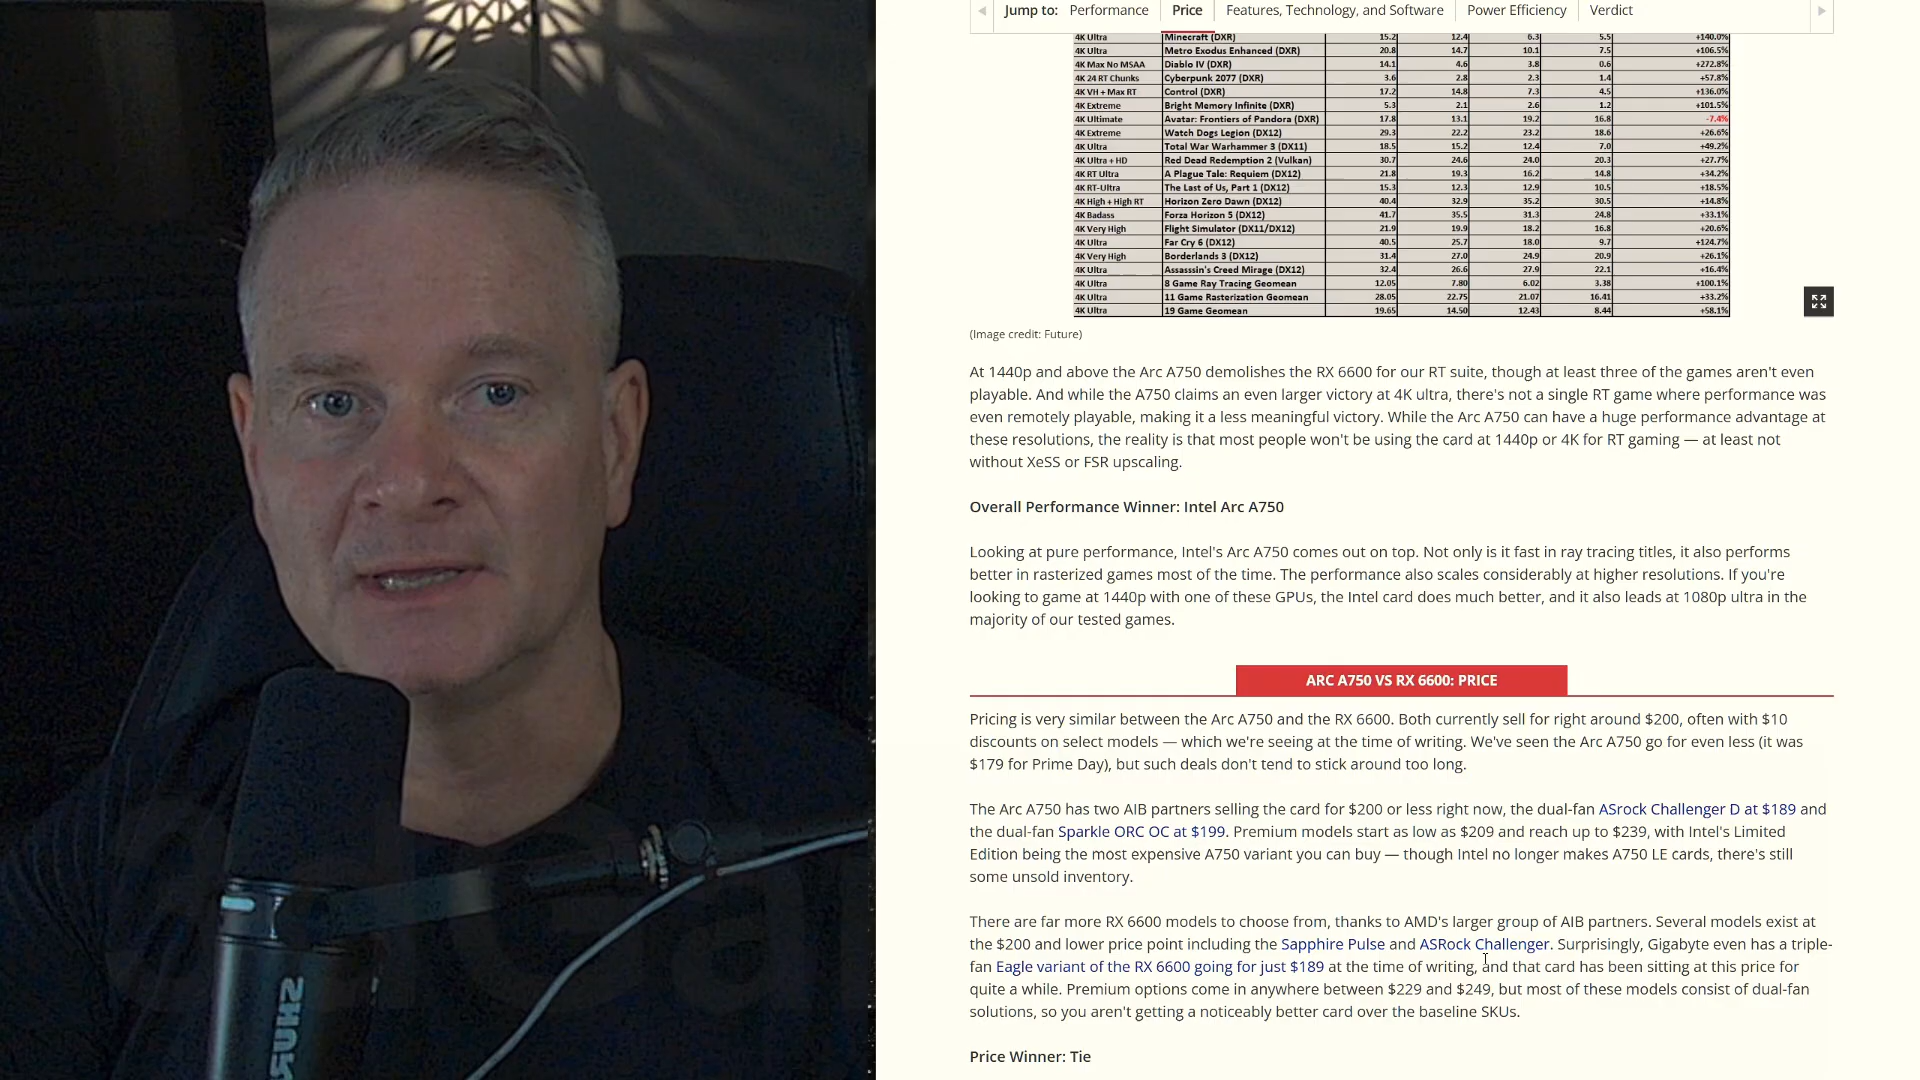 Jump to: Performance Price Features, Technology, and Software Power Efficiency Verdict
4K Ultra Minecraft (DXR) 15.2 12.4 6.3 5.5 +140.0%
4K Ultra Metro Exodus Enhanced (DXR) 20.8 14.7 10.1 7.5 +106.5%
4K Max No MSAA Diablo IV (DXR) 14.1 4.6 3.8 0.6 +272.8%
4K 24 RT Chunks Cyberpunk 2077 (DXR) 3.6 2.8 2.3 1.4 +57.8%
4K VH + Max RT Control (DXR) 17.2 14.8 7.3 4.5 +136.0%
4K Extreme Bright Memory Infinite (DXR) 5.3 2.1 2.6 1.2 +101.5%
4K Ultimate Avatar: Frontiers of Pandora (DXR) 17.8 13.1 19.2 16.8 -7.4%
4K Extreme Watch Dogs Legion (DX12) 29.3 22.2 23.2 18.6 +26.6%
4K Ultra Total War Warhammer 3 (DX11) 18.5 15.2 12.4 7.0 +49.2%
4K Ultra + HD Red Dead Redemption 2 (Vulkan) 30.7 24.6 24.0 20.3 +27.7%
4K RT Ultra A Plague Tale: Requiem (DX12) 21.8 19.3 16.2 14.8 +34.2%
4K RT-Ultra The Last of Us, Part 1 (DX12) 15.3 12.3 12.9 10.5 +18.5%
4K High + High RT Horizon Zero Dawn (DX12) 40.4 32.9 35.2 30.5 +14.8%
4K Badass Forza Horizon 5 (DX12) 41.7 35.5 31.3 24.8 +33.1%
4K Very High Flight Simulator (DX11/DX12) 21.9 19.9 18.2 16.8 +20.6%
4K Ultra Far Cry 6 (DX12) 40.5 25.7 18.0 9.7 +124.7%
4K Very High Borderlands 3 (DX12) 31.4 27.0 24.9 20.9 +26.1%
4K Ultra Assasssin's Creed Mirage (DX12) 32.4 26.6 27.9 22.1 +16.4%
4K Ultra 8 Game Ray Tracing Geomean 12.05 7.80 6.02 3.38 +100.1%
4K Ultra 11 Game Rasterization Geomean 28.05 22.75 21.07 16.41 +33.2%
4K Ultra 19 Game Geomean 19.65 14.50 12.43 8.44 +58.1%
(Image credit: Future)
At 1440p and above the Arc A750 demolishes the RX 6600 for our RT suite, though at least three of the games aren't even
playable. And while the A750 claims an even larger victory at 4K ultra, there's not a single RT game where performance was
even remotely playable, making it a less meaningful victory. While the Arc A750 can have a huge performance advantage at
these resolutions, the reality is that most people won't be using the card at 1440p or 4K for RT gaming — at least not
without XeSS or FSR upscaling.
Overall Performance Winner: Intel Arc A750
Looking at pure performance, Intel's Arc A750 comes out on top. Not only is it fast in ray tracing titles, it also performs
better in rasterized games most of the time. The performance also scales considerably at higher resolutions. If you're
looking to game at 1440p with one of these GPUs, the Intel card does much better, and it also leads at 1080p ultra in the
majority of our tested games.
ARC A750 VS RX 6600: PRICE
Pricing is very similar between the Arc A750 and the RX 6600. Both currently sell for right around $200, often with $10
discounts on select models — which we're seeing at the time of writing. We've seen the Arc A750 go for even less (it was
$179 for Prime Day), but such deals don't tend to stick around too long.
The Arc A750 has two AIB partners selling the card for $200 or less right now, the dual-fan ASrock Challenger D at $189 and
the dual-fan Sparkle ORC OC at $199. Premium models start as low as $209 and reach up to $239, with Intel's Limited
Edition being the most expensive A750 variant you can buy — though Intel no longer makes A750 LE cards, there's still
some unsold inventory.
There are far more RX 6600 models to choose from, thanks to AMD's larger group of AIB partners. Several models exist at
the $200 and lower price point including the Sapphire Pulse and ASRock Challenger. Surprisingly, Gigabyte even has a triple-
fan Eagle variant of the RX 6600 going for just $189 at the time of writing, and that card has been sitting at this price for
quite a while. Premium options come in anywhere between $229 and $249, but most of these models consist of dual-fan
solutions, so you aren't getting a noticeably better card over the baseline SKUs.
Price Winner: Tie